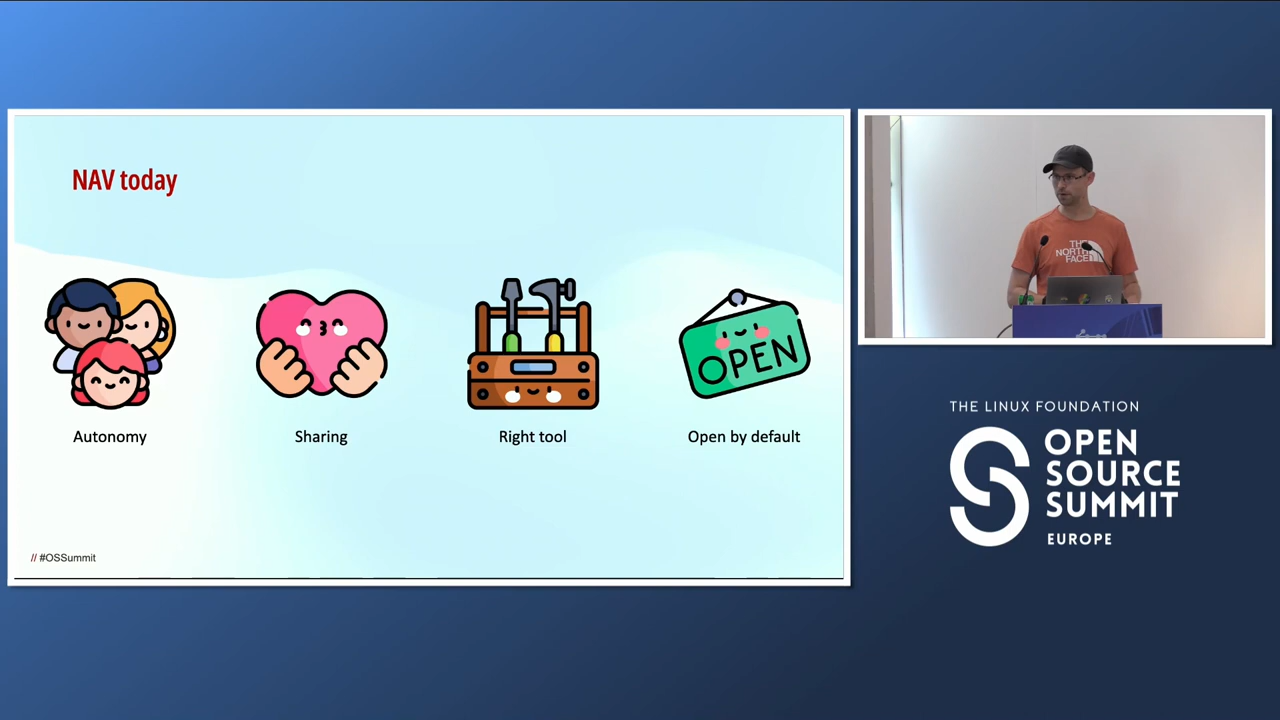 NAV today
OPEN
Autonomy
Sharing
Right tool
Open by default
// #OSSummit
THE
NORTH
FACE
THE LINUX FOUNDATION
OPEN
SOURCE
SUMMIT
EUROPE